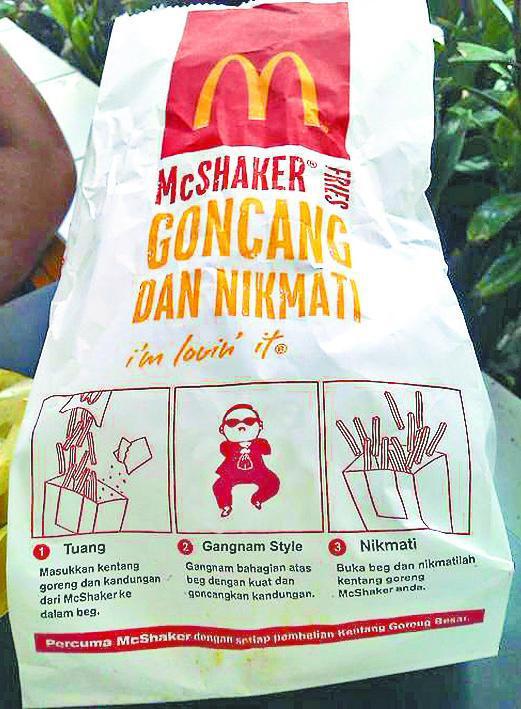 McSHAKER® FRIES
GONCANG
DAN NIKMATI
i'm lovin' it®
1 Tuang
Masukkan kentang
goreng dan kandungan
dari McShaker ke
dalam beg.
2 Gangnam Style
Gangnam bahagian atas
beg dengan kuat dan
goncangkan kandungan.
3 Nikmati
Buka beg dan nikmatilah
kentang goreng
McShaker anda.
Percuma McShaker dengan setiap pembelian Kentang Goreng Besar.